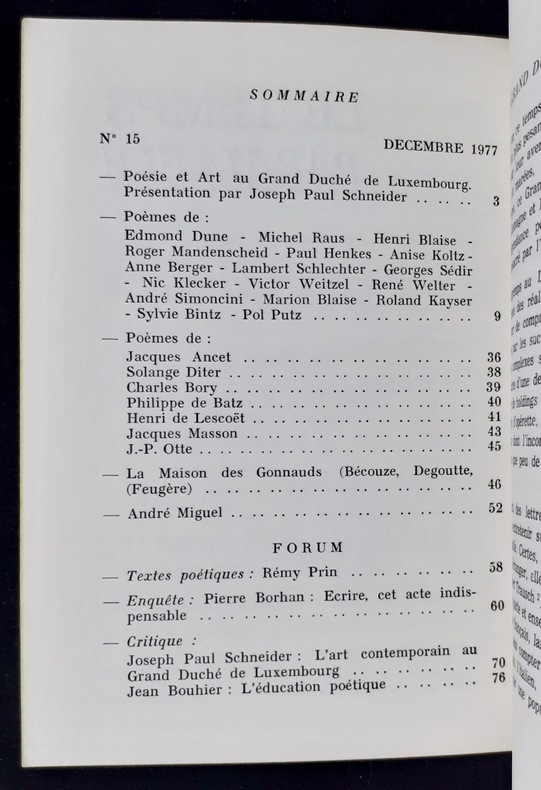 SOMMAIRE
N° 15
DECEMBRE 1977
— Poésie et Art au Grand Duché de Luxembourg.
Présentation par Joseph Paul Schneider . . . . . . 3
— Poèmes de :
Edmond Dune - Michel Raus - Henri Blaise -
Roger Mandenscheid - Paul Henkes - Anise Koltz -
Anne Berger - Lambert Schlechter - Georges Sédir
- Nic Klecker - Victor Weitzel - René Welter -
André Simoncini - Marion Blaise - Roland Kayser
- Sylvie Bintz - Pol Putz . . . . . . . . . . . . . . . . 9
— Poèmes de :
Jacques Ancet . . . . . . . . . . . . . . . . . . . . . . 36
Solange Diter . . . . . . . . . . . . . . . . . . . . . . 38
Charles Bory . . . . . . . . . . . . . . . . . . . . . . 39
Philippe de Batz . . . . . . . . . . . . . . . . . . . . 40
Henri de Lescoët . . . . . . . . . . . . . . . . . . . . 41
Jacques Masson . . . . . . . . . . . . . . . . . . . . 43
J.-P. Otte . . . . . . . . . . . . . . . . . . . . . . . . 45
— La Maison des Gonnauds (Bécouze, Degoutte,
(Feugère) . . . . . . . . . . . . . . . . . . . . . . . . 46
— André Miguel . . . . . . . . . . . . . . . . . . . . . . 52
FORUM
— Textes poétiques : Rémy Prin . . . . . . . . . . . . 58
— Enquête : Pierre Borhan : Ecrire, cet acte indis-
pensable . . . . . . . . . . . . . . . . . . . . . . . . 60
— Critique :
Joseph Paul Schneider : L'art contemporain au
Grand Duché de Luxembourg . . . . . . . . . . . . 70
Jean Bouhier : L'éducation poétique . . . . . . . . 76